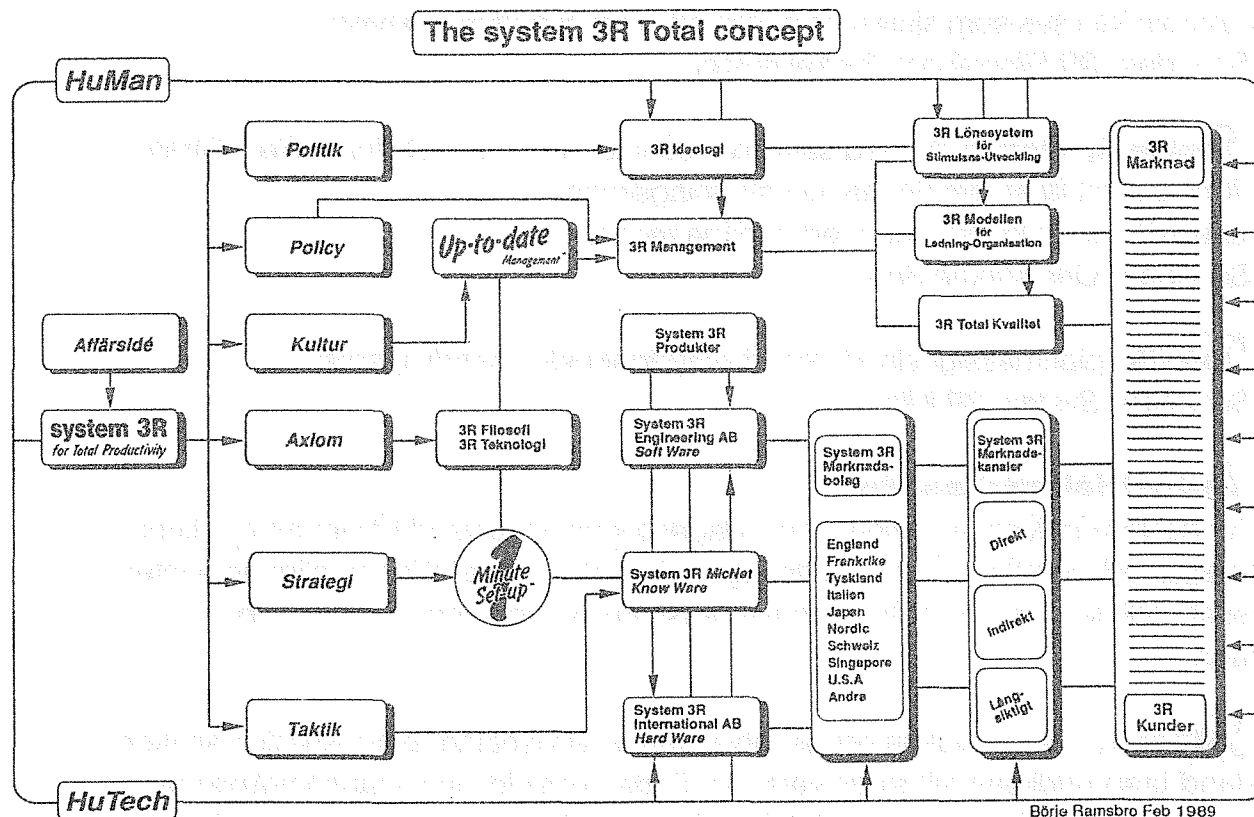 The system 3R Total concept
HuMan
Politik
Policy
Kultur
Axiom
Strategi
Taktik
Affärsidé
system 3R
for Total Productivity
Up-to-date
Management™
3R Filosofi
3R Teknologi
1
Minute
Set-up™
3R Ideologi
3R Management
System 3R
Produkter
System 3R
Engineering AB
Soft Ware
System 3R MicNet
Know Ware
System 3R
International AB
Hard Ware
3R Lönesystem
för
Stimulans-Utveckling
3R Modellen
för
Ledning-Organisation
3R Total Kvalitet
System 3R
Marknads-
bolag
England
Frankrike
Tyskland
Italien
Japan
Nordic
Schweiz
Singapore
U.S.A
Andra
System 3R
Marknads-
kanaler
Direkt
Indirekt
Lång-
siktigt
3R
Marknad
3R
Kunder
HuTech
Börje Ramsbro Feb 1989